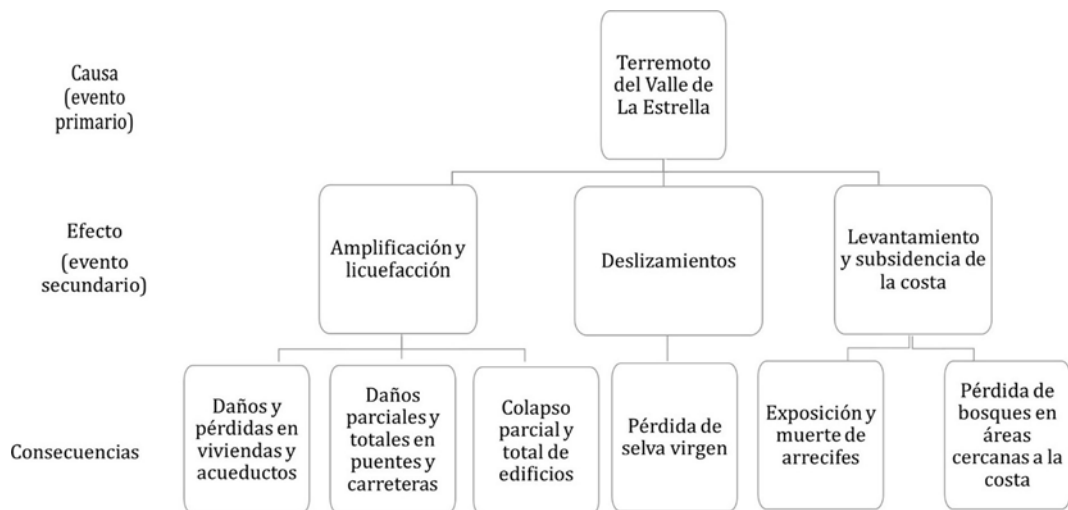 Causa
(evento
primario)
Terremoto
del Valle de
La Estrella
Efecto
(evento
secundario)
Amplificación y
licuefacción
Deslizamientos
Levantamiento
y subsidencia de
la costa
Consecuencias
Daños y
pérdidas en
viviendas y
acueductos
Daños
parciales y
totales en
puentes y
carreteras
Colapso
parcial y
total de
edificios
Pérdida de
selva virgen
Exposición y
muerte de
arrecifes
Pérdida de
bosques en
áreas
cercanas a la
costa